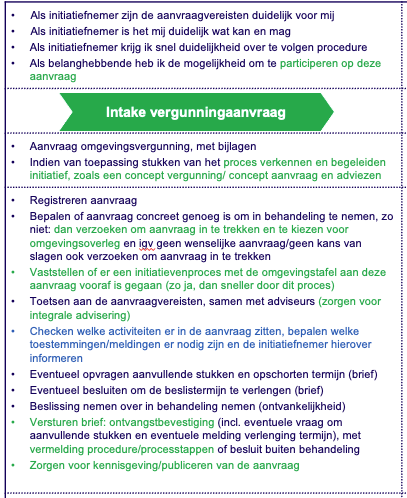 • Als initiatiefnemer zijn de aanvraagvereisten duidelijk voor mij
• Als initiatiefnemer is het mij duidelijk wat kan en mag
• Als initiatiefnemer krijg ik snel duidelijkheid over te volgen procedure
• Als belanghebbende heb ik de mogelijkheid om te participeren op deze
aanvraag
Intake vergunningaanvraag
• Aanvraag omgevingsvergunning, met bijlagen
• Indien van toepassing stukken van het proces verkennen en begeleiden
initiatief, zoals een concept vergunning/ concept aanvraag en adviezen
• Registreren aanvraag
• Bepalen of aanvraag concreet genoeg is om in behandeling te nemen, zo
niet: dan verzoeken om aanvraag in te trekken en te kiezen voor
omgevingsoverleg en igv geen wenselijke aanvraag/geen kans van
slagen ook verzoeken om aanvraag in te trekken
• Vaststellen of er een initiatievenproces met de omgevingstafel aan deze
aanvraag vooraf is gegaan (zo ja, dan sneller door dit proces)
• Toetsen aan de aanvraagvereisten, samen met adviseurs (zorgen voor
integrale advisering)
• Checken welke activiteiten er in de aanvraag zitten, bepalen welke
toestemmingen/meldingen er nodig zijn en de initiatiefnemer hierover
informeren
• Eventueel opvragen aanvullende stukken en opschorten termijn (brief)
• Eventueel besluiten om de beslistermijn te verlengen (brief)
• Beslissing nemen over in behandeling nemen (ontvankelijkheid)
• Versturen brief: ontvangstbevestiging (incl. eventuele vraag om
aanvullende stukken en eventuele melding verlenging termijn), met
vermelding procedure/processtappen of besluit buiten behandeling
• Zorgen voor kennisgeving/publiceren van de aanvraag